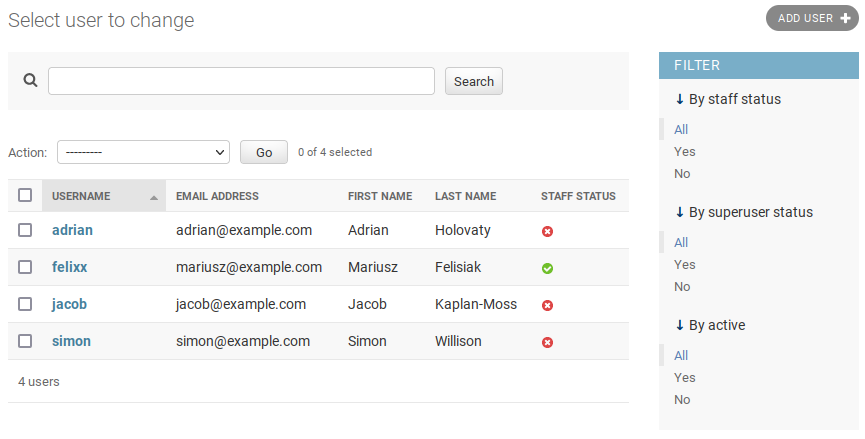 Select user to change
ADD USER
Search
Action: --------- Go 0 of 4 selected
USERNAME EMAIL ADDRESS FIRST NAME LAST NAME STAFF STATUS
adrian adrian@example.com Adrian Holovaty
felixx mariusz@example.com Mariusz Felisiak
jacob jacob@example.com Jacob Kaplan-Moss
simon simon@example.com Simon Willison
4 users
FILTER
↓ By staff status
All
Yes
No
↓ By superuser status
All
Yes
No
↓ By active
All
Yes
No